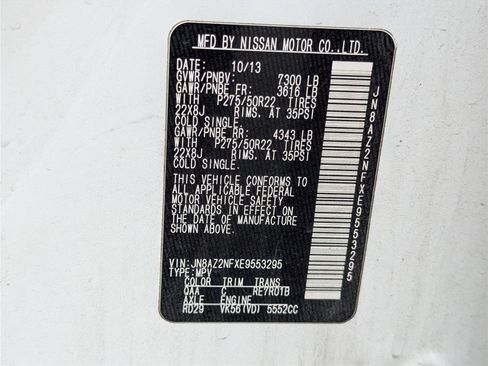 MFD BY NISSAN MOTOR CO.,LTD.
DATE: 10/13
GVWR/PNBV: 7300 LB
GAWR/PNBE FR: 3616 LB
WITH P275/50R22 TIRES
22X8J RIMS. AT 35PSI
COLD SINGLE.
GAWR/PNBE RR: 4343 LB
WITH P275/50R22 TIRES
22X8J RIMS. AT 35PSI
COLD SINGLE.
THIS VEHICLE CONFORMS TO
ALL APPLICABLE FEDERAL
MOTOR VEHICLE SAFETY
STANDARDS IN EFFECT ON
THE DATE OF MANUFACTURE
SHOWN ABOVE.
VIN:JN8AZ2NFXE9553295
TYPE:MPV
COLOR TRIM TRANS
QAA C RE7R01B
AXLE ENGINE
RD29 VK56(VD) 5552CC
JN8AZ2NFXE9553295